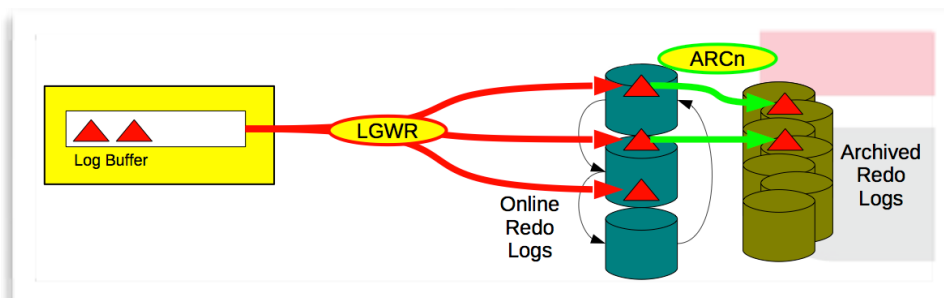 ARCn
LGWR
Log Buffer
Online
Redo
Logs
Archived
Redo
Logs